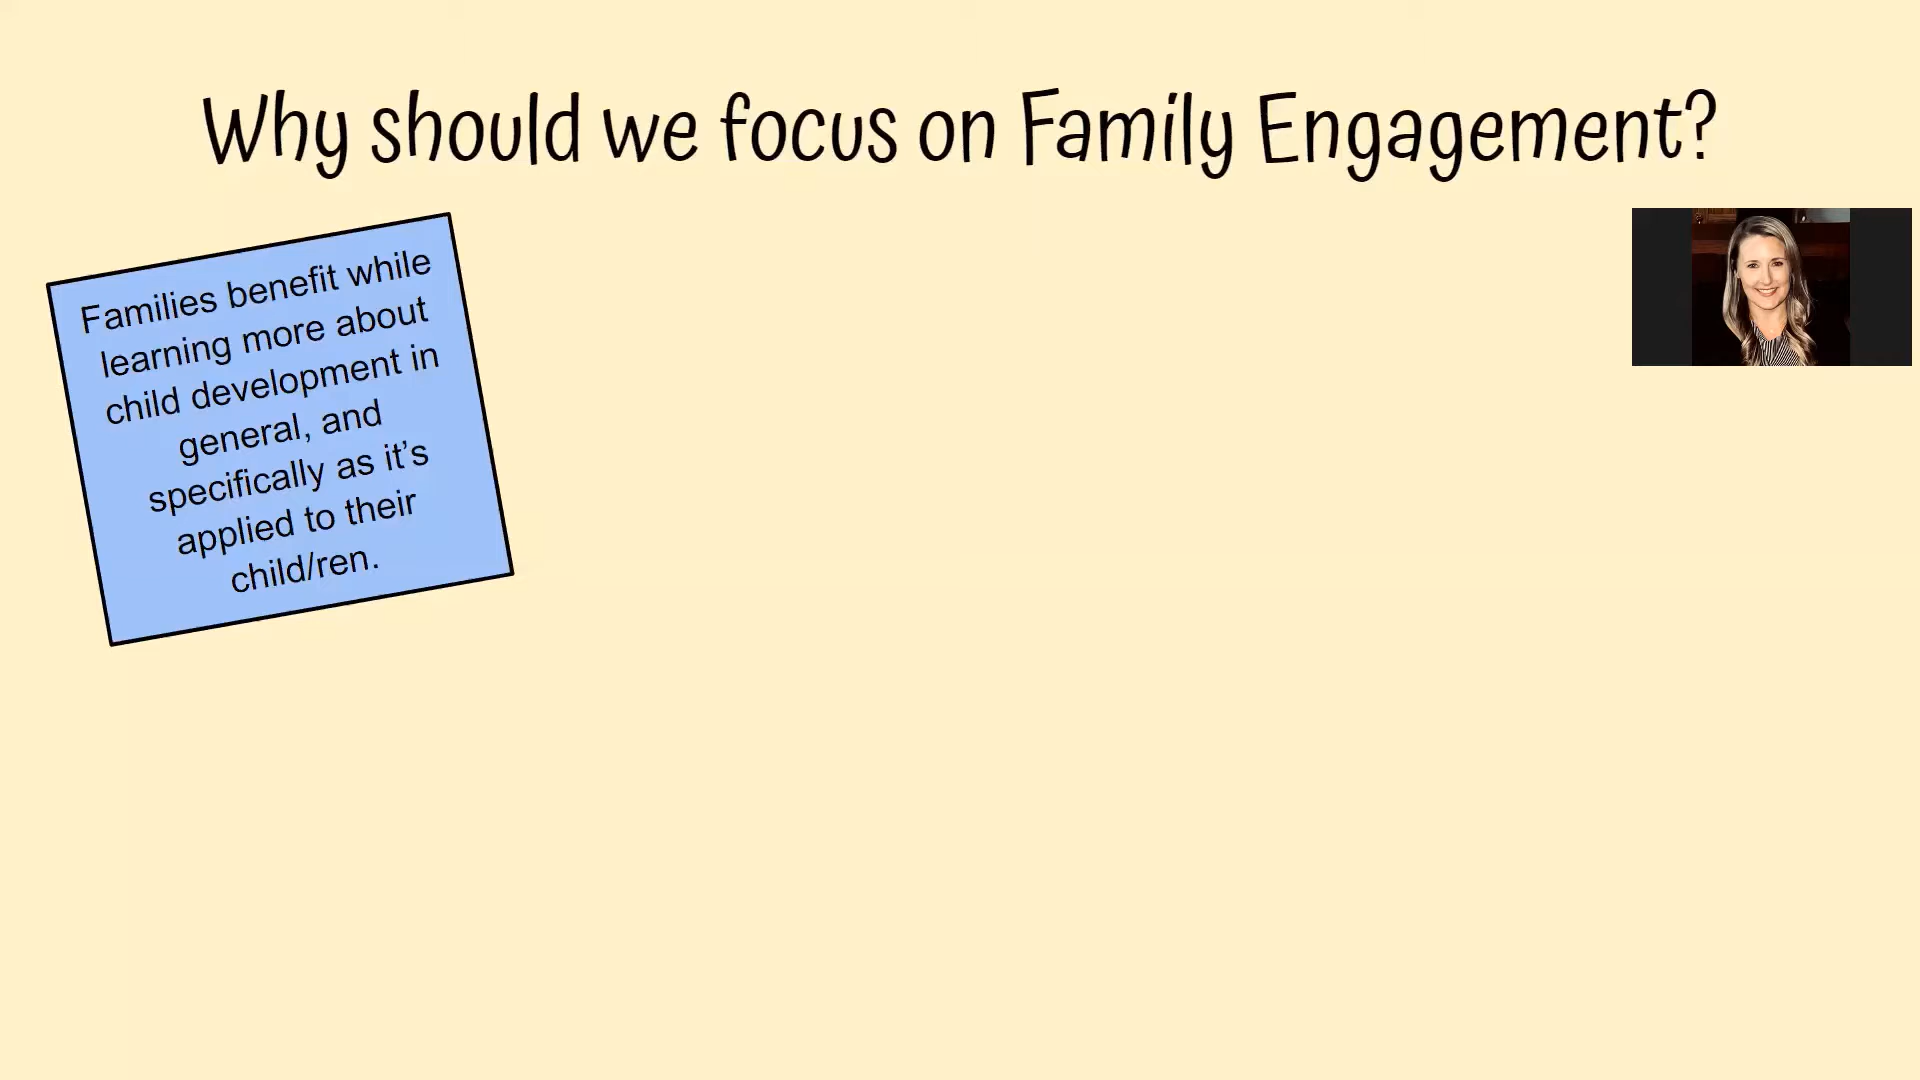 Why should we focus on Family Engagement?
Families benefit while
learning more about
child development in
general, and
specifically as it’s
applied to their
child/ren.